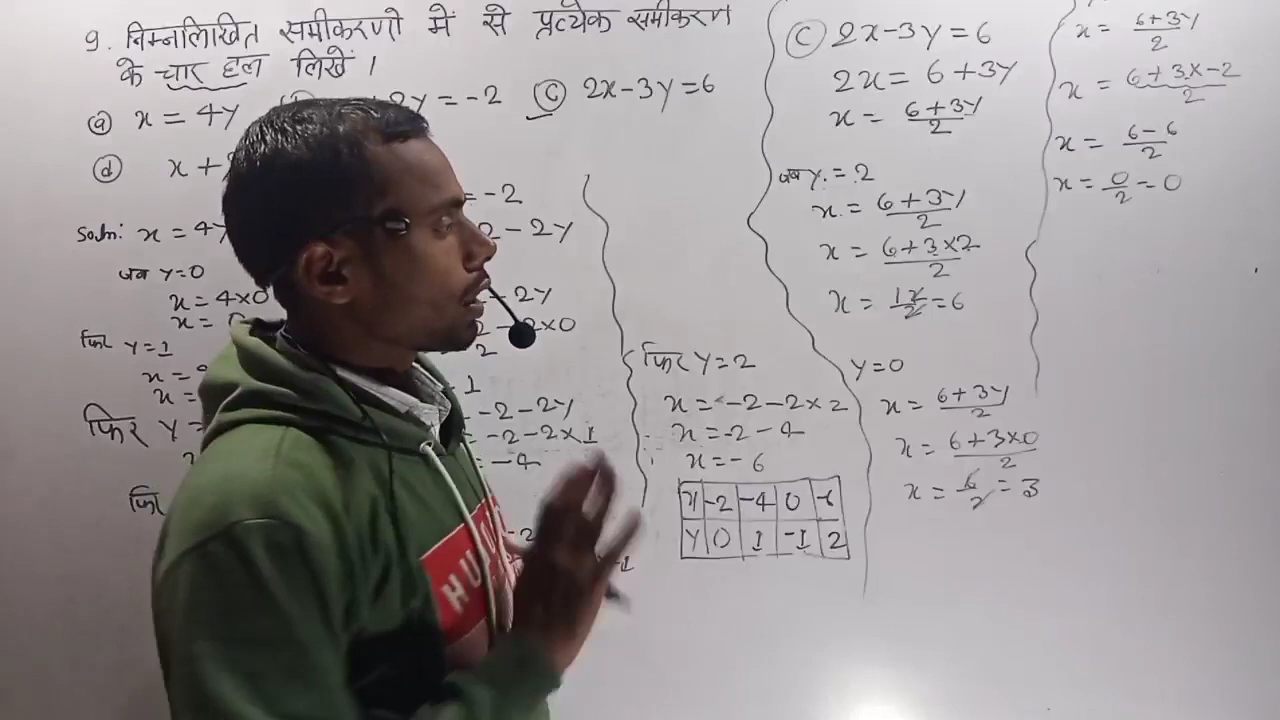 9. निम्नलिखित समीकरणो में से प्रत्येक समीकरण
के चार हल लिखें ।
(a) x = 4y
2y = -2
(c) 2x-3y=6
(d) x +
Soln: x = 4y
जब y=0
x = 4×0
x =
फिर y=1
x =
x =
फिर y =
फिर
= -2
2 - 2y
- 2y
2 - 2×0
2
1
-2-2y
= -2-2×1
= -4
-2
-1
फिर y=2
x = -2-2×2
x = -2-4
x = -6
x -2 -4 0 -6
y 0 1 -1 2
(c) 2x-3y=6
2x = 6+3y
x = 6+3y/2
जब y = 2
x = 6+3y/2
x = 6+3×2/2
x = 12/2 = 6
y=0
x = 6+3y/2
x = 6+3×0/2
x = 6/2 = 3
x = 6+3y/2
x = 6+3×-2/2
x = 6-6/2
x = 0/2 = 0
HU